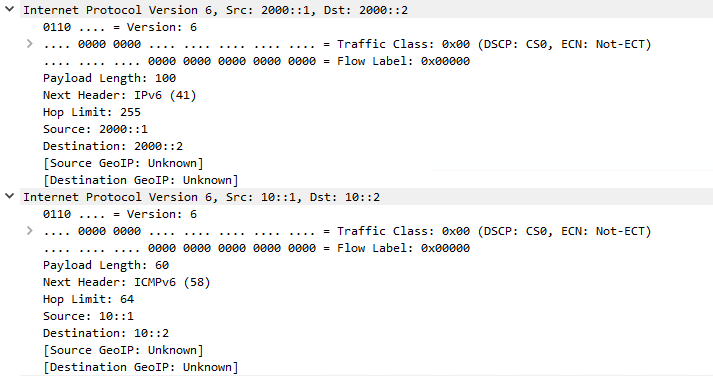 Internet Protocol Version 6, Src: 2000::1, Dst: 2000::2
0110 .... = Version: 6
.... 0000 0000 .... .... .... .... .... = Traffic Class: 0x00 (DSCP: CS0, ECN: Not-ECT)
.... .... .... 0000 0000 0000 0000 0000 = Flow Label: 0x00000
Payload Length: 100
Next Header: IPv6 (41)
Hop Limit: 255
Source: 2000::1
Destination: 2000::2
[Source GeoIP: Unknown]
[Destination GeoIP: Unknown]
Internet Protocol Version 6, Src: 10::1, Dst: 10::2
0110 .... = Version: 6
.... 0000 0000 .... .... .... .... .... = Traffic Class: 0x00 (DSCP: CS0, ECN: Not-ECT)
.... .... .... 0000 0000 0000 0000 0000 = Flow Label: 0x00000
Payload Length: 60
Next Header: ICMPv6 (58)
Hop Limit: 64
Source: 10::1
Destination: 10::2
[Source GeoIP: Unknown]
[Destination GeoIP: Unknown]